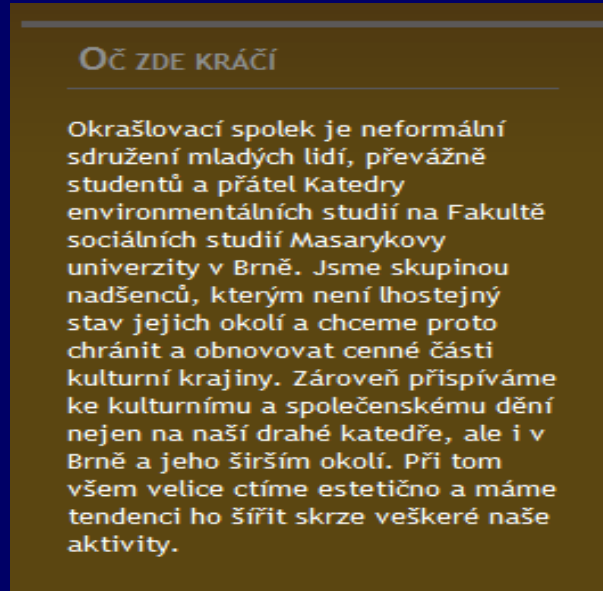 Oč zde kráčí
Okrašlovací spolek je neformální
sdružení mladých lidí, převážně
studentů a přátel Katedry
environmentálních studií na Fakultě
sociálních studií Masarykovy
univerzity v Brně. Jsme skupinou
nadšenců, kterým není lhostejný
stav jejich okolí a chceme proto
chránit a obnovovat cenné části
kulturní krajiny. Zároveň přispíváme
ke kulturnímu a společenskému dění
nejen na naší drahé katedře, ale i v
Brně a jeho širším okolí. Při tom
všem velice ctíme estetično a máme
tendenci ho šířit skrze veškeré naše
aktivity.